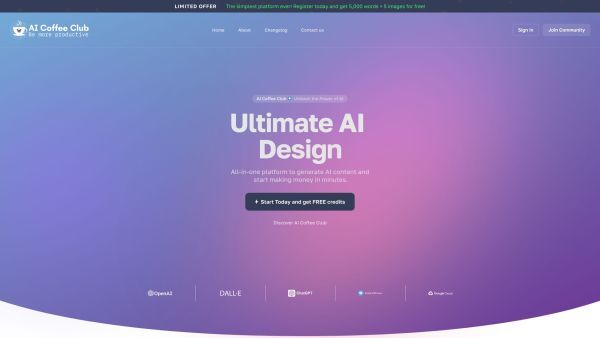 LIMITED OFFER The simplest platform ever! Register today and get 5,000 words + 5 images for free!
AI Coffee Club
Be more productive
Home About Changelog Contact us
Sign In Join Community
AI Coffee Club Unleash the Power of AI
Ultimate AI
Design
All-in-one platform to generate AI content and
start making money in minutes.
Start Today and get FREE credits
Discover AI Coffee Club
OpenAI DALL·E ChatGPT Google Cloud